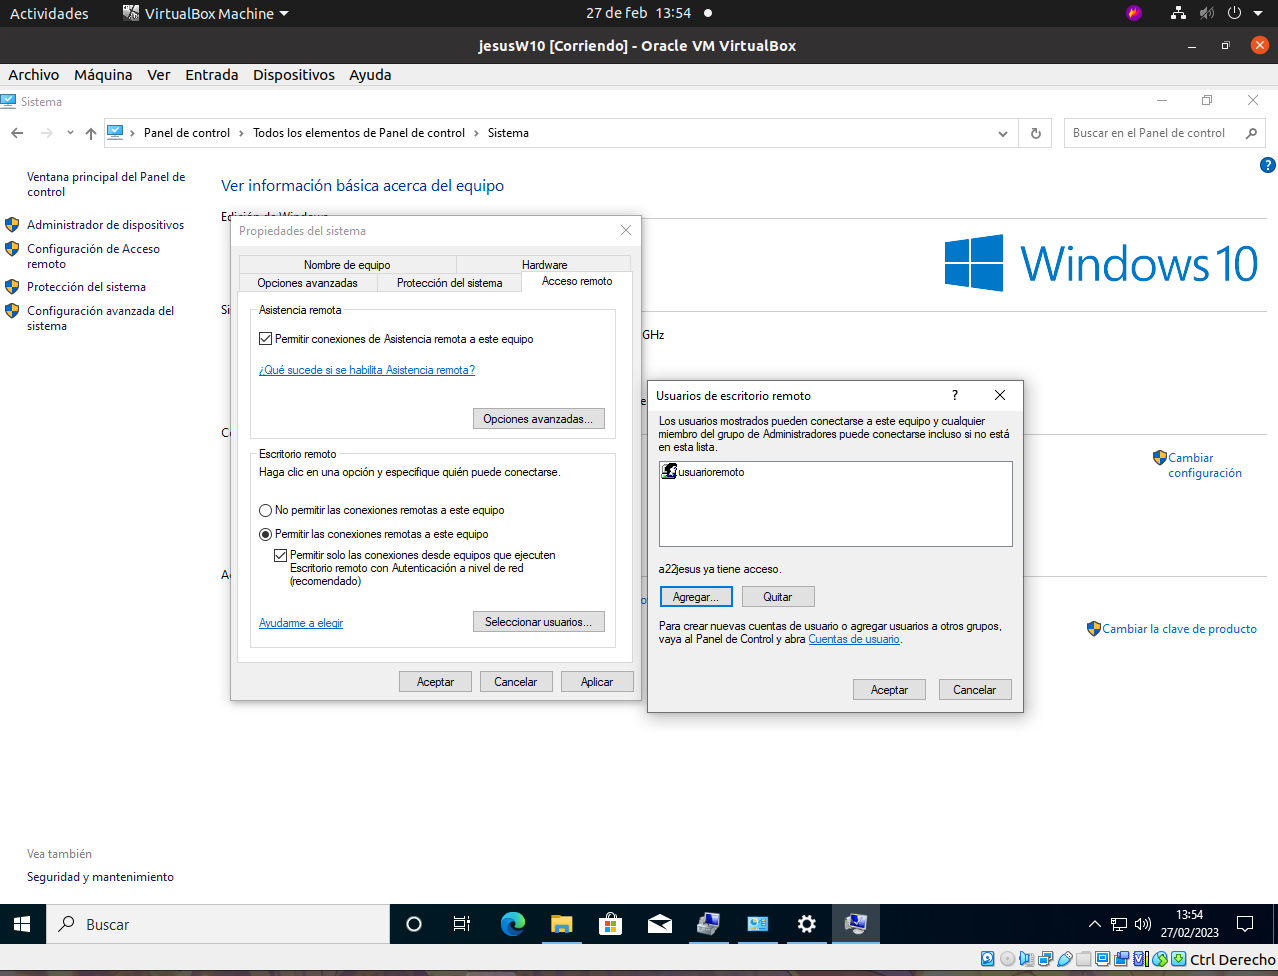 Actividades
VirtualBox Machine
27 de feb 13:54
jesusW10 [Corriendo] - Oracle VM VirtualBox
Archivo Máquina Ver Entrada Dispositivos Ayuda
Sistema
Panel de control
Todos los elementos de Panel de control
Sistema
Buscar en el Panel de control
Ventana principal del Panel de
control
Administrador de dispositivos
Configuración de Acceso
remoto
Protección del sistema
Configuración avanzada del
sistema
Ver información básica acerca del equipo
Windows 10
GHz
Cambiar
configuración
Cambiar la clave de producto
Propiedades del sistema
Nombre de equipo
Hardware
Opciones avanzadas
Protección del sistema
Acceso remoto
Asistencia remota
Permitir conexiones de Asistencia remota a este equipo
¿Qué sucede si se habilita Asistencia remota?
Opciones avanzadas...
Escritorio remoto
Haga clic en una opción y especifique quién puede conectarse.
No permitir las conexiones remotas a este equipo
Permitir las conexiones remotas a este equipo
Permitir solo las conexiones desde equipos que ejecuten
Escritorio remoto con Autenticación a nivel de red
(recomendado)
Ayudarme a elegir
Seleccionar usuarios...
Aceptar
Cancelar
Aplicar
Usuarios de escritorio remoto
?
Los usuarios mostrados pueden conectarse a este equipo y cualquier
miembro del grupo de Administradores puede conectarse incluso si no está
en esta lista.
usuarioremoto
a22jesus ya tiene acceso.
Agregar...
Quitar
Para crear nuevas cuentas de usuario o agregar usuarios a otros grupos,
vaya al Panel de Control y abra Cuentas de usuario.
Aceptar
Cancelar
Vea también
Seguridad y mantenimiento
Buscar
13:54
27/02/2023
Ctrl Derecho